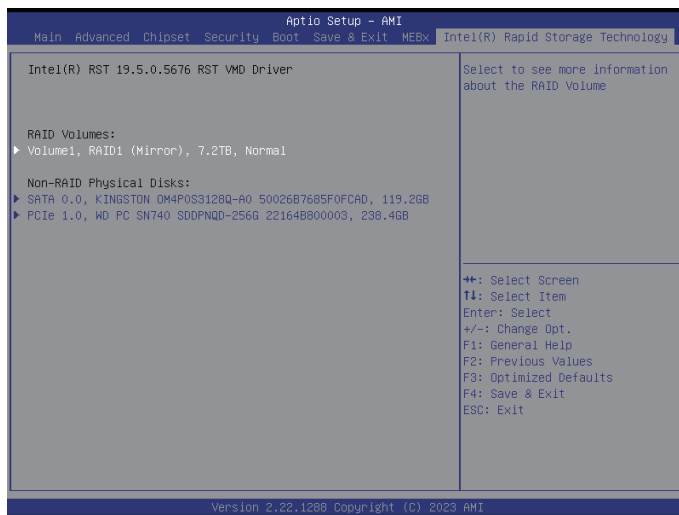 Aptio Setup – AMI
Main Advanced Chipset Security Boot Save & Exit MEBx Intel(R) Rapid Storage Technology
Intel(R) RST 19.5.0.5676 RST VMD Driver
RAID Volumes:
Volume1, RAID1 (Mirror), 7.2TB, Normal
Non-RAID Physical Disks:
SATA 0.0, KINGSTON OM4P0S3128Q-A0 50026B7685F0FCAD, 119.2GB
PCIe 1.0, WD PC SN740 SDDPNQD-256G 22164B800003, 238.4GB
Select to see more information
about the RAID Volume
→←: Select Screen
↑↓: Select Item
Enter: Select
+/-: Change Opt.
F1: General Help
F2: Previous Values
F3: Optimized Defaults
F4: Save & Exit
ESC: Exit
Version 2.22.1288 Copyright (C) 2023 AMI